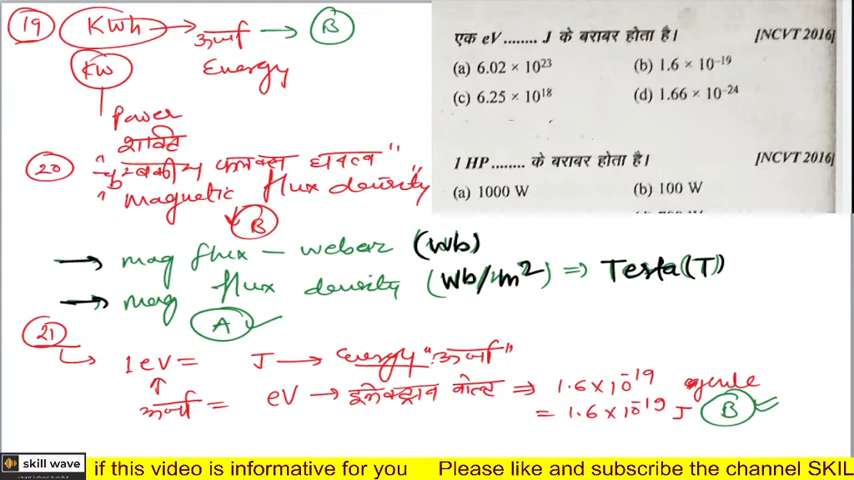 19 KWh → ऊर्जा → B
Energy
KW
Power
शक्ति
20 "चुम्बकीय फ्लक्स घनत्व"
magnetic flux density
B
→ mag flux – weber (Wb)
→ mag flux density (Wb/m²) ⇒ Tesla(T)
A
21
1eV = J → energy "ऊर्जा"
ऊर्जा = eV → इलेक्ट्रान वोल्ट ⇒ 1.6×10⁻¹⁹ joule
= 1.6×10⁻¹⁹ J B
एक eV........ J के बराबर होता है। [NCVT 2016]
(a) 6.02 × 10²³ (b) 1.6 × 10⁻¹⁹
(c) 6.25 × 10¹⁸ (d) 1.66 × 10⁻²⁴
1 HP........ के बराबर होता है। [NCVT 2016]
(a) 1000 W (b) 100 W
skill wave
if this video is informative for you Please like and subscribe the channel SKIL